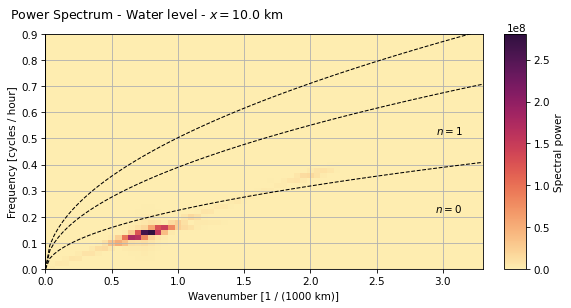 Power Spectrum - Water level - x = 10.0 km
1e8
0.9
0.8
0.7
0.6
0.5
0.4
0.3
0.2
0.1
0.0
Frequency [cycles / hour]
n = 1
n = 0
0.0 0.5 1.0 1.5 2.0 2.5 3.0
Wavenumber [1 / (1000 km)]
2.5
2.0
1.5
1.0
0.5
0.0
Spectral power